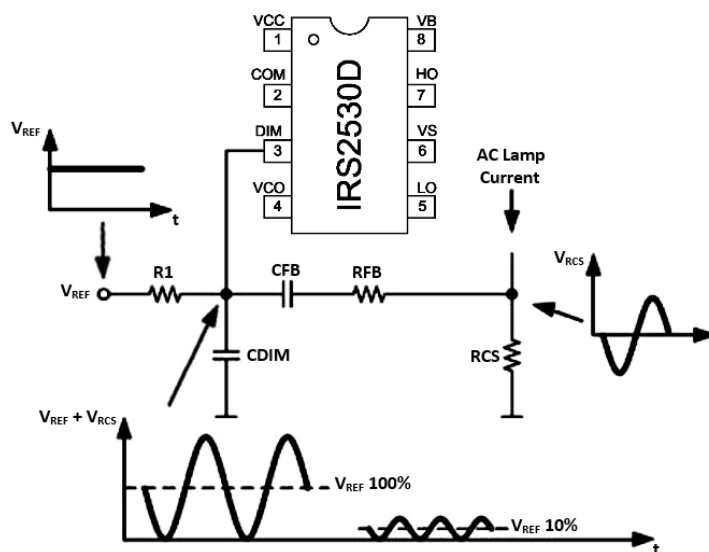 VCC
1
VB
8
COM
2
HO
7
DIM
3
VS
6
VCO
4
LO
5
IRS2530D
VREF
t
AC Lamp
Current
VREF
R1
CFB
RFB
VRCS
CDIM
RCS
VREF + VRCS
VREF 100%
VREF 10%
t